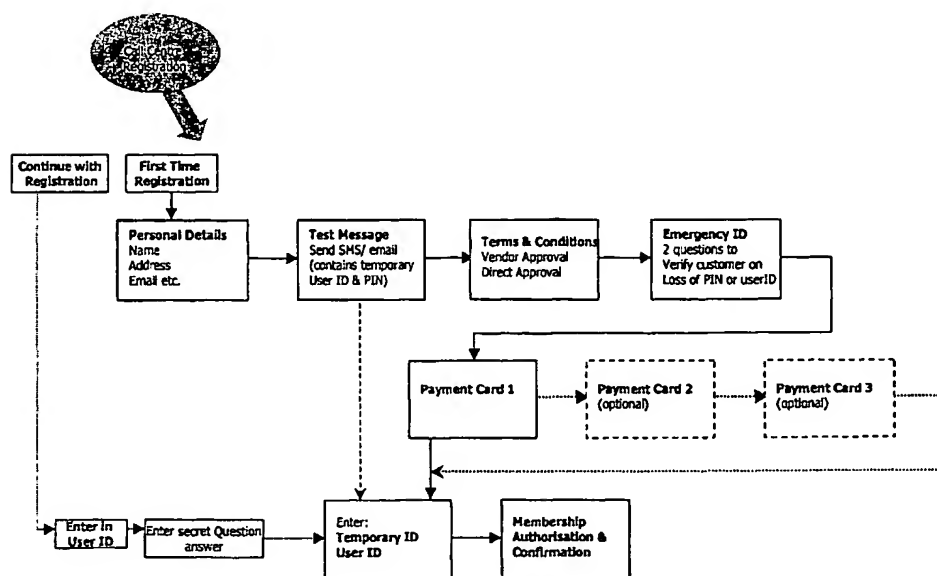 Call Centre
Registration
Continue with
Registration
First Time
Registration
Personal Details
Name
Address
Email etc.
Test Message
Send SMS/ email
(contains temporary
User ID & PIN)
Terms & Conditions
Vendor Approval
Direct Approval
Emergency ID
2 questions to
Verify customer on
Loss of PIN or userID
Payment Card 1
Payment Card 2
(optional)
Payment Card 3
(optional)
Enter in
User ID
Enter secret Question
answer
Enter:
Temporary ID
User ID
Membership
Authorisation &
Confirmation